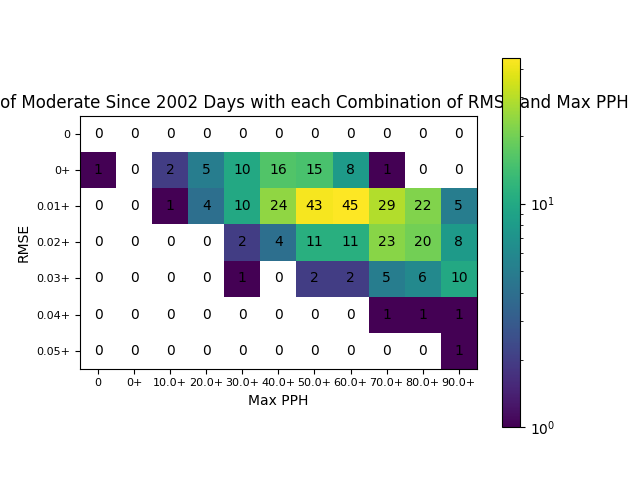 of Moderate Since 2002 Days with each Combination of RMSE and Max PPH
0 0 0 0 0 0 0 0 0 0 0 0
0+ 1 0 2 5 10 16 15 8 1 0 0
0.01+ 0 0 1 4 10 24 43 45 29 22 5
0.02+ 0 0 0 0 2 4 11 11 23 20 8
0.03+ 0 0 0 0 1 0 2 2 5 6 10
0.04+ 0 0 0 0 0 0 0 0 1 1 1
0.05+ 0 0 0 0 0 0 0 0 0 0 1
0 0+ 10.0+ 20.0+ 30.0+ 40.0+ 50.0+ 60.0+ 70.0+ 80.0+ 90.0+
Max PPH
RMSE
10¹
10⁰